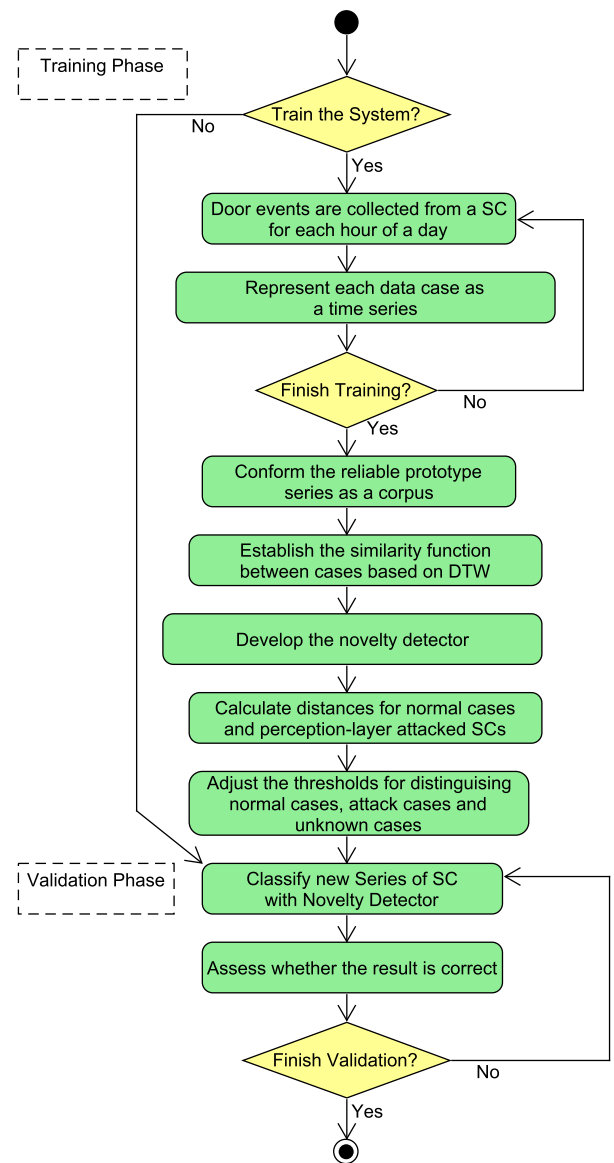 Training Phase
Train the System?
No
Yes
Door events are collected from a SC
for each hour of a day
Represent each data case as
a time series
Finish Training?
No
Yes
Conform the reliable prototype
series as a corpus
Establish the similarity function
between cases based on DTW
Develop the novelty detector
Calculate distances for normal cases
and perception-layer attacked SCs
Adjust the thresholds for distinguising
normal cases, attack cases and
unknown cases
Validation Phase
Classify new Series of SC
with Novelty Detector
Assess whether the result is correct
Finish Validation?
No
Yes